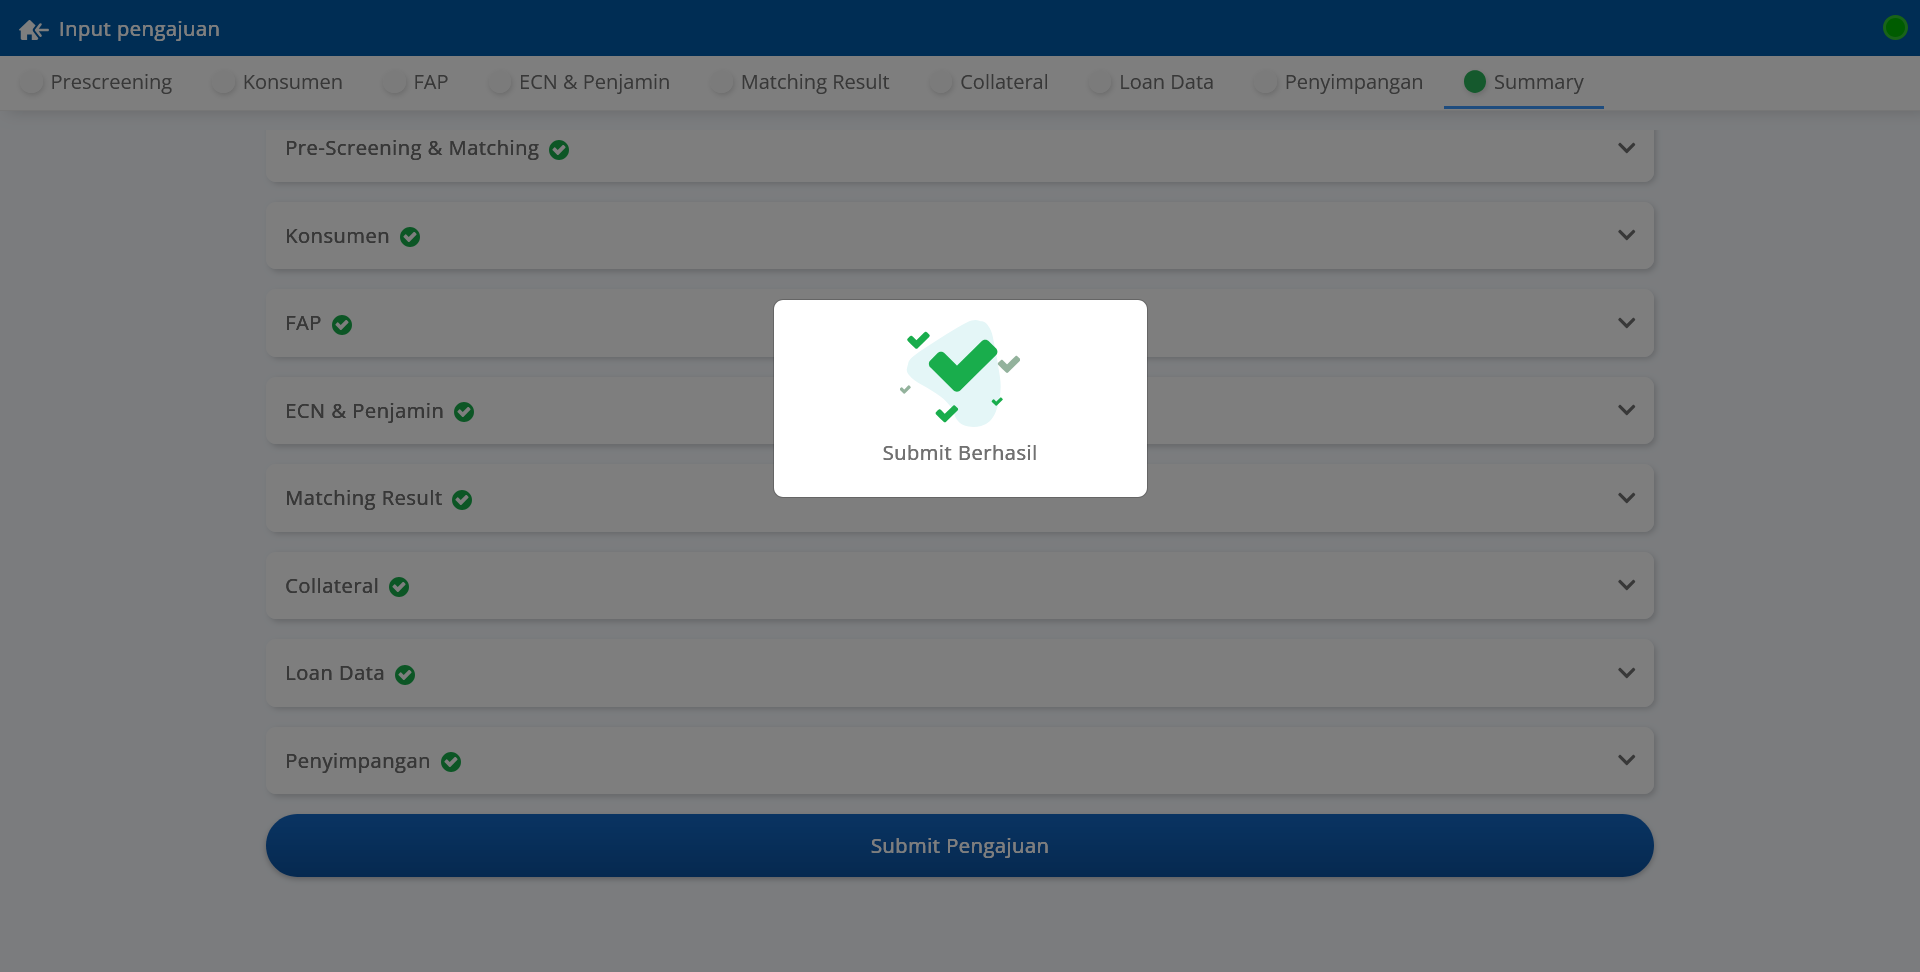 Input pengajuan
Prescreening
Konsumen
FAP
ECN & Penjamin
Matching Result
Collateral
Loan Data
Penyimpangan
Summary
Pre-Screening & Matching
Konsumen
FAP
ECN & Penjamin
Matching Result
Collateral
Loan Data
Penyimpangan
Submit Berhasil
Submit Pengajuan